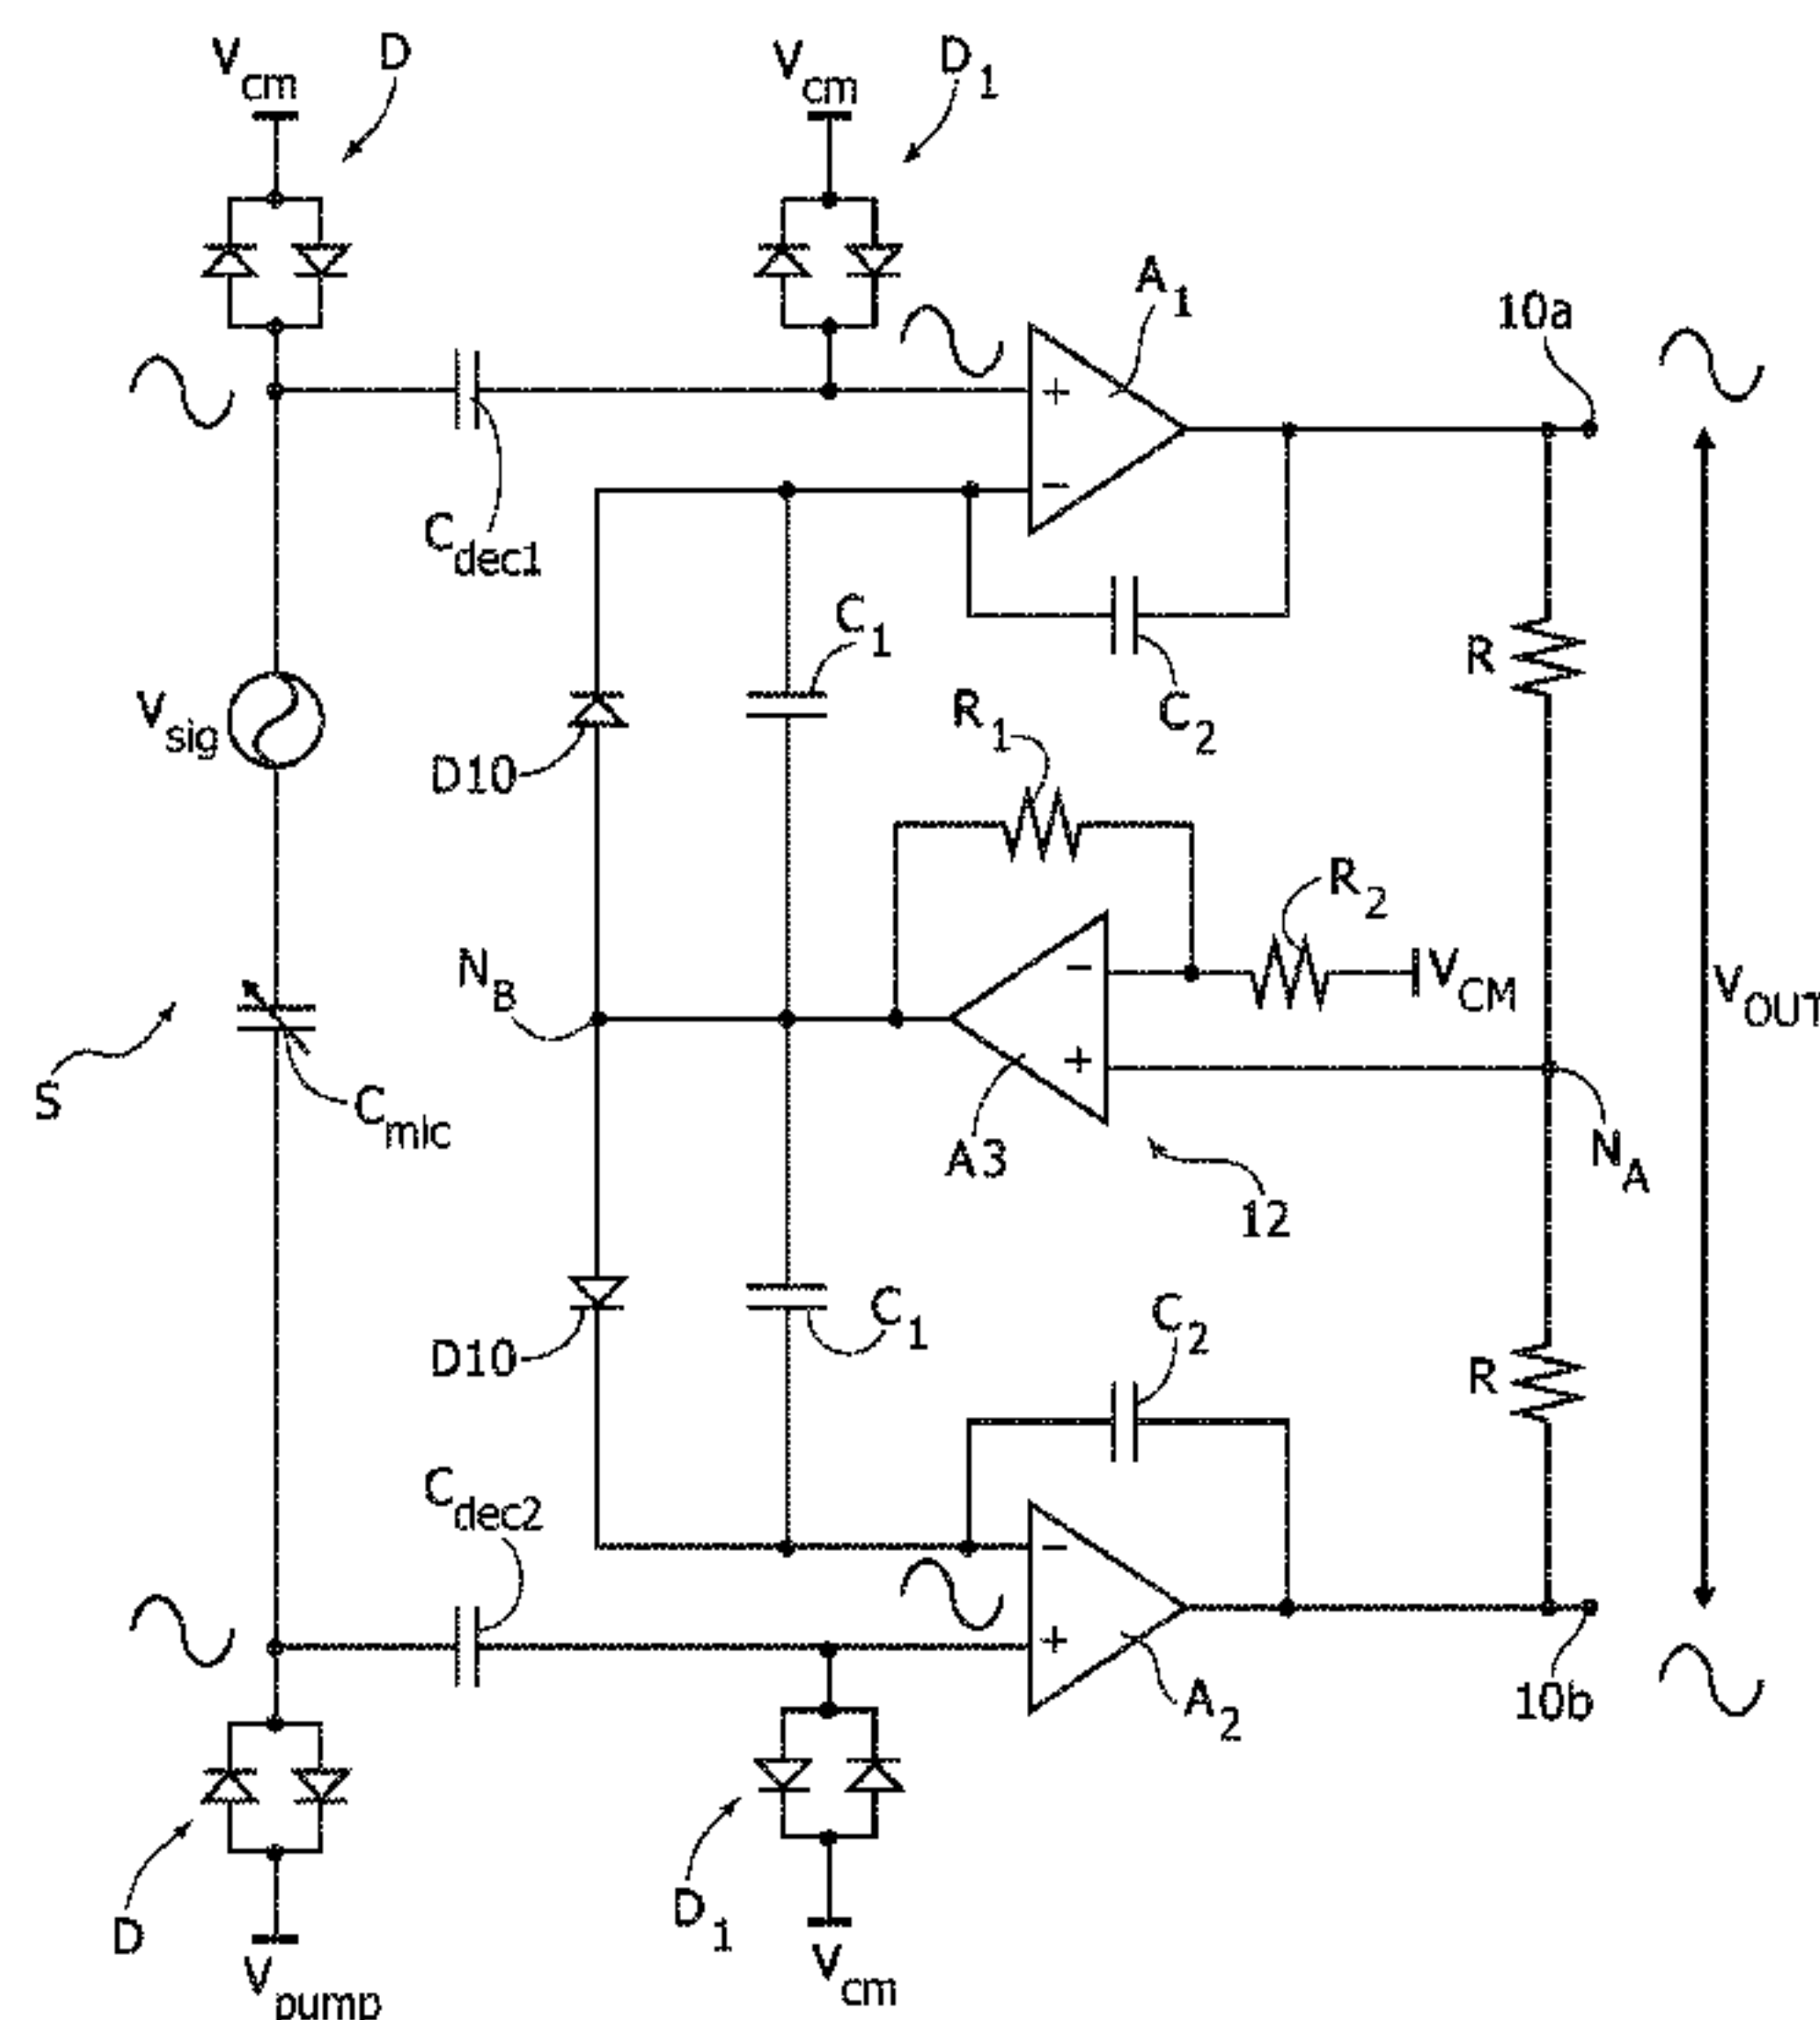 Vcm
D
Vcm
D1
A1
10a
+
−
Cdec1
C1
C2
R
Vsig
D10
R1
R2
NB
−
VCM
VOUT
S
Cmic
+
A3
12
NA
D10
C1
C2
R
Cdec2
−
+
A2
10b
D
D1
Vpump
Vcm